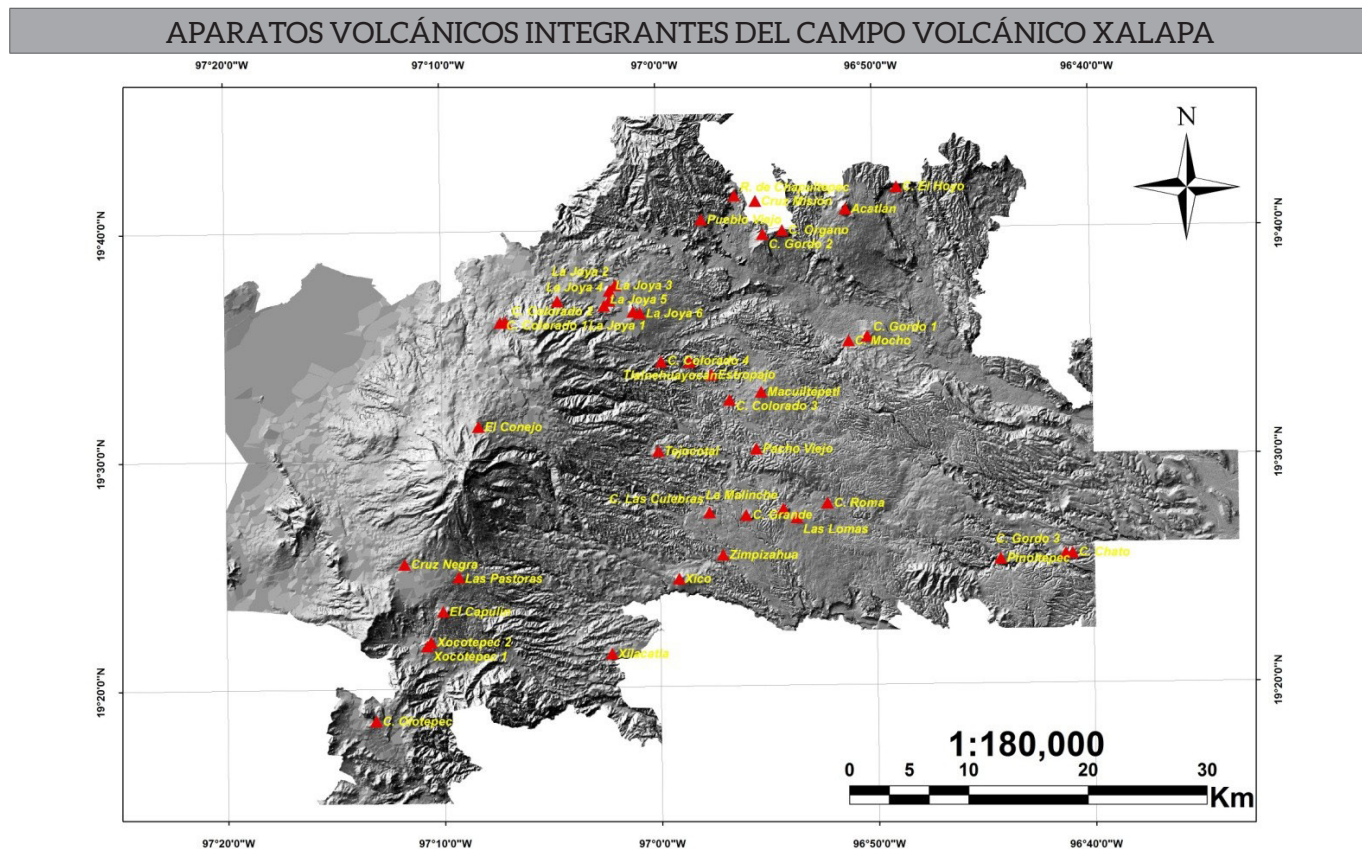 APARATOS VOLCÁNICOS INTEGRANTES DEL CAMPO VOLCÁNICO XALAPA
97°20'0"W 97°10'0"W 97°0'0"W 96°50'0"W 96°40'0"W
N
R. de Chapultepec
C. El Hoyo
Cruz Misión
Acatlan
Pueblo Viejo
C. Organo
C. Gordo 2
19°40'0"N
19°40'0"N
La Joya 2
La Joya 4
La Joya 3
La Joya 5
C. Colorado 2
La Joya 6
C. Colorado 1
La Joya 1
C. Gordo 1
C. Mocho
C. Colorado 4
Estropajo
Macuiltepetl
C. Colorado 3
El Conejo
Tejocotal
Pacho Viejo
19°30'0"N
19°30'0"N
C. Las Culebras
La Malinche
C. Roma
C. Grande
Las Lomas
C. Gordo 3
C. Chato
Pinoltepec
Zimpizahua
Cruz Negra
Las Pastoras
Xico
El Capulin
Xocotepec 2
Xocotepec 1
Xilacatla
19°20'0"N
19°20'0"N
1:180,000
0 5 10 20 30
Km
97°20'0"W 97°10'0"W 97°0'0"W 96°50'0"W 96°40'0"W